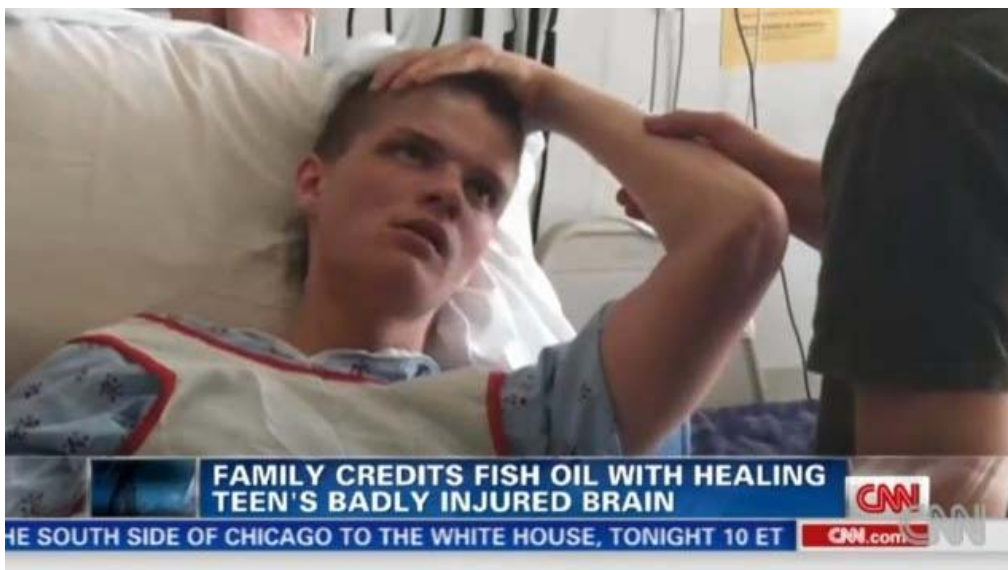 FAMILY CREDITS FISH OIL WITH HEALING
TEEN'S BADLY INJURED BRAIN
CNN
HE SOUTH SIDE OF CHICAGO TO THE WHITE HOUSE, TONIGHT 10 ET
CNN.com
CNN